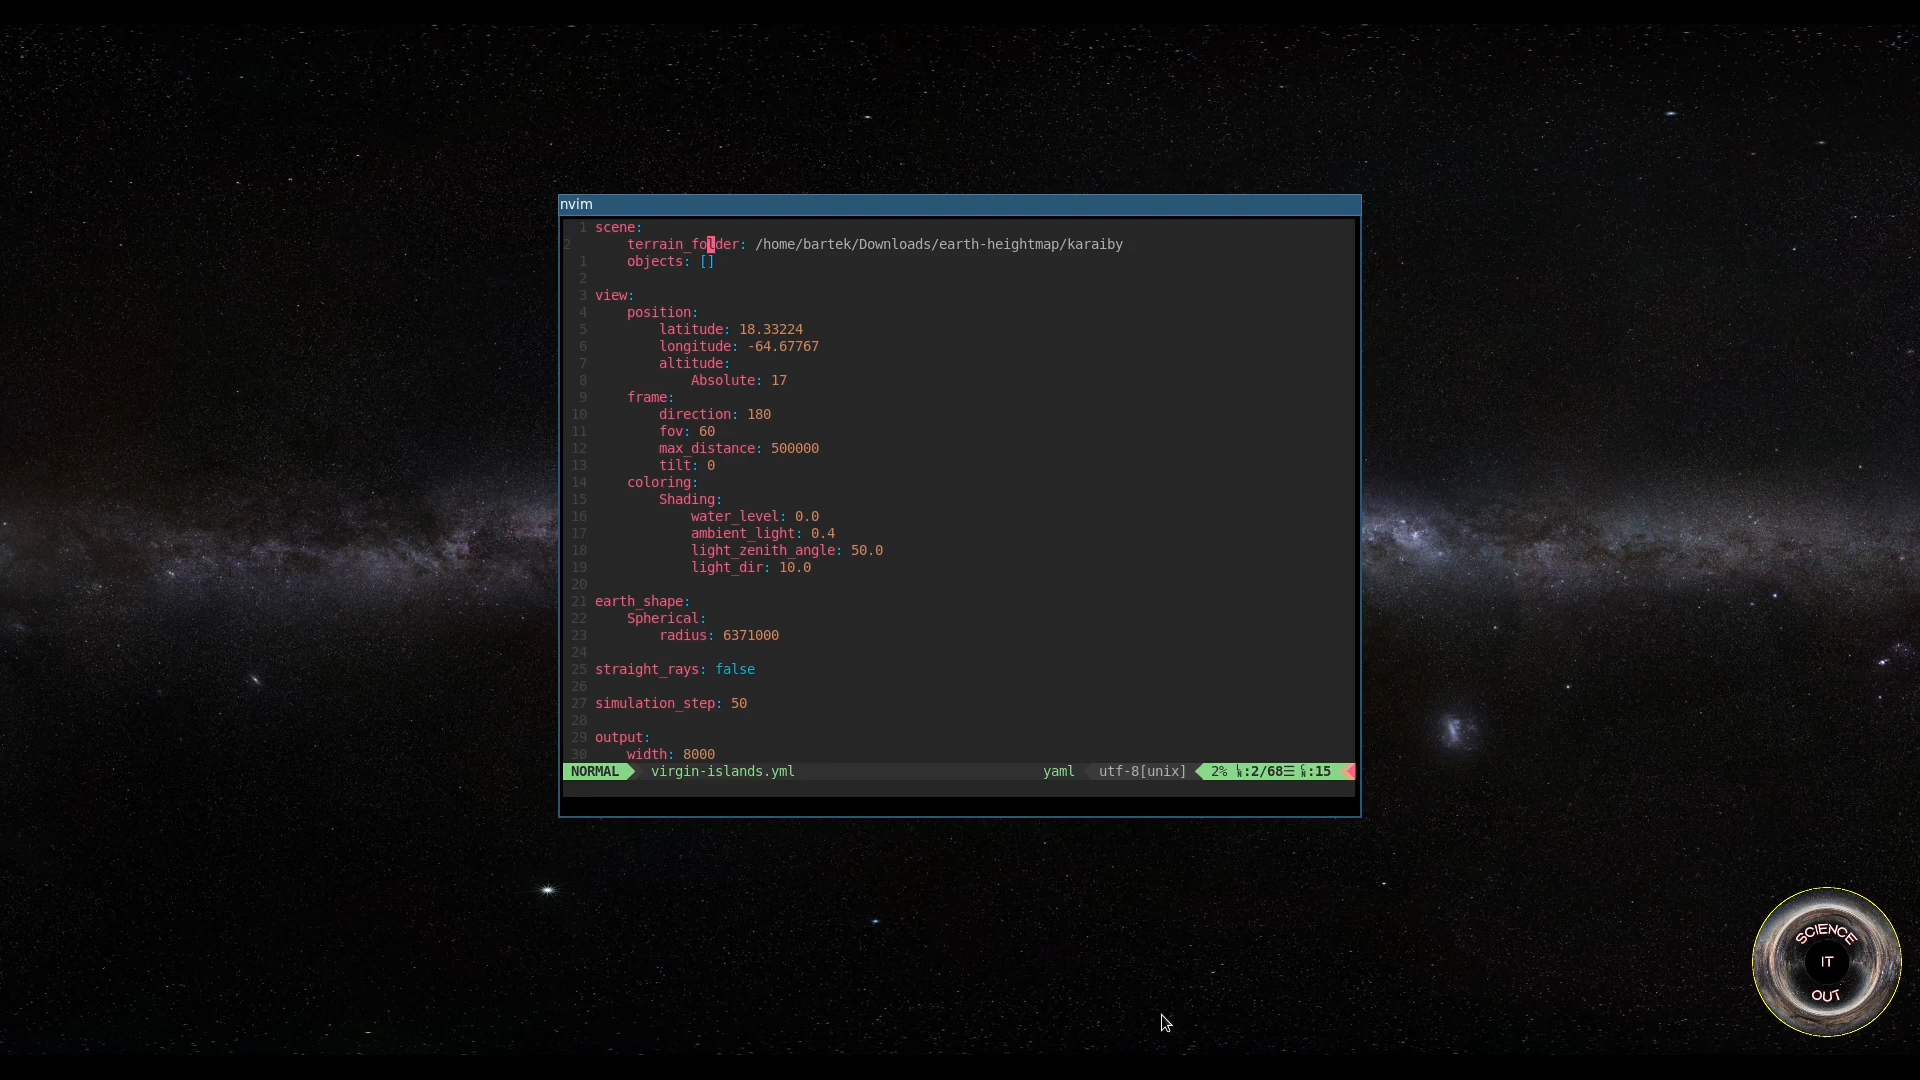 nvim
1 scene:
2 terrain_folder: /home/bartek/Downloads/earth-heightmap/karaiby
1 objects: []
2
3 view:
4 position:
5 latitude: 18.33224
6 longitude: -64.67767
7 altitude:
8 Absolute: 17
9 frame:
10 direction: 180
11 fov: 60
12 max_distance: 500000
13 tilt: 0
14 coloring:
15 Shading:
16 water_level: 0.0
17 ambient_light: 0.4
18 light_zenith_angle: 50.0
19 light_dir: 10.0
20
21 earth_shape:
22 Spherical:
23 radius: 6371000
24
25 straight_rays: false
26
27 simulation_step: 50
28
29 output:
30 width: 8000
NORMAL virgin-islands.yml yaml utf-8[unix] 2% ㏑:2/68☰ ℅:15
SCIENCE
IT
OUT